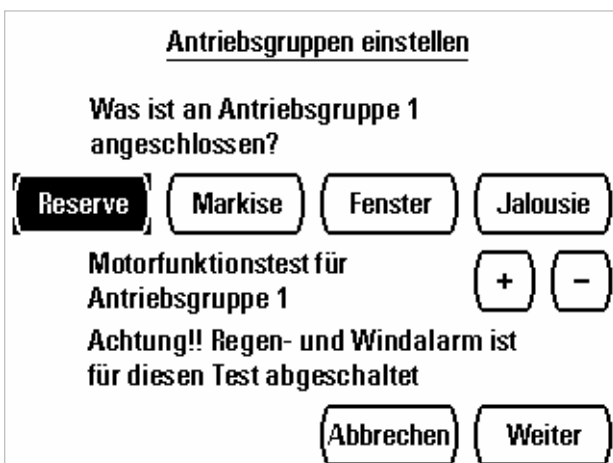 Antriebsgruppen einstellen
Was ist an Antriebsgruppe 1
angeschlossen?
Reserve Markise Fenster Jalousie
Motorfunktionstest für
Antriebsgruppe 1
+ −
Achtung!! Regen- und Windalarm ist
für diesen Test abgeschaltet
Abbrechen Weiter